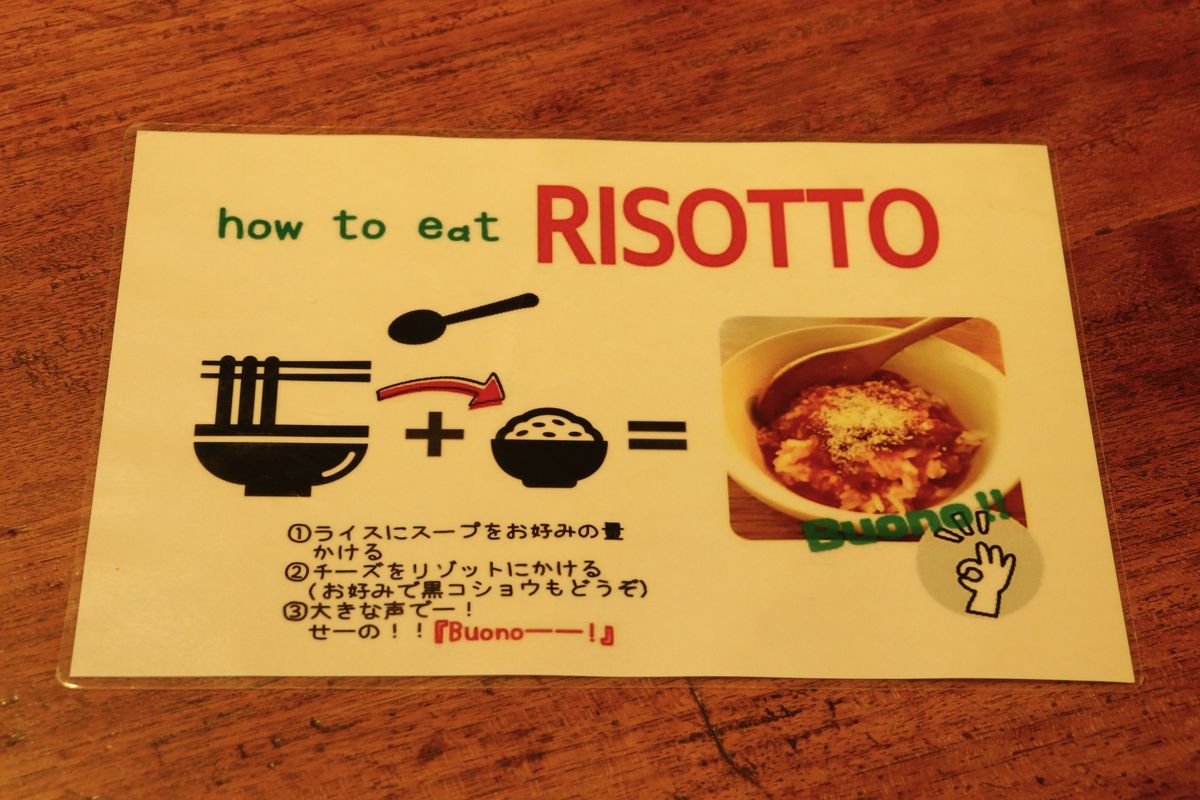 how to eat RISOTTO
+ =
Buono!!
①ライスにスープをお好みの量
かける
②チーズをリゾットにかける
(お好みで黒コショウもどうぞ)
③大きな声でー！
せーの！！『Buonoーー！』